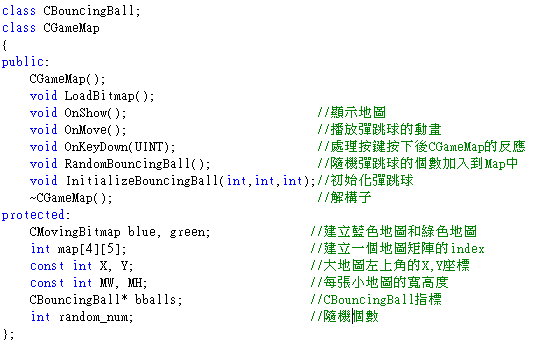 class CBouncingBall;
class CGameMap
{
public:
CGameMap();
void LoadBitmap();
void OnShow(); //顯示地圖
void OnMove(); //播放彈跳球的動畫
void OnKeyDown(UINT); //處理按鍵按下後CGameMap的反應
void RandomBouncingBall(); //隨機彈跳球的個數加入到Map中
void InitializeBouncingBall(int,int,int);//初始化彈跳球
~CGameMap(); //解構子
protected:
CMovingBitmap blue, green; //建立藍色地圖和綠色地圖
int map[4][5]; //建立一個地圖矩陣的index
const int X, Y; //大地圖左上角的X,Y座標
const int MW, MH; //每張小地圖的寬高度
CBouncingBall* bballs; //CBouncingBall指標
int random_num; //隨機個數
};